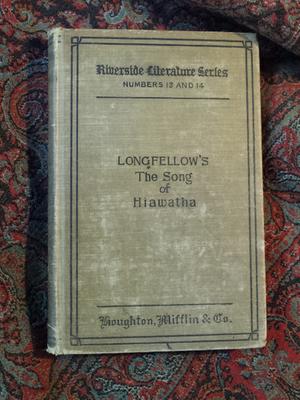 Riverside Literature Series
NUMBERS 13 AND 14
LONGFELLOW'S
The Song
of
Hiawatha
Houghton, Mifflin & Co.